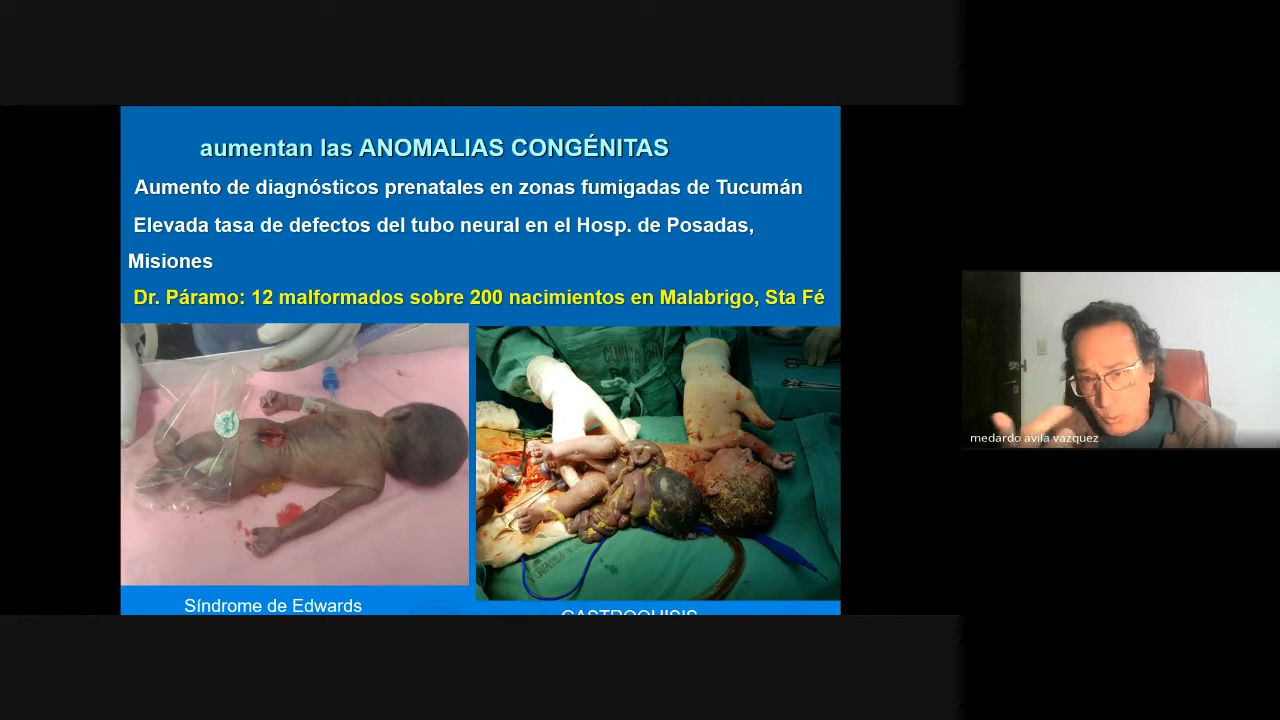 aumentan las ANOMALIAS CONGÉNITAS
Aumento de diagnósticos prenatales en zonas fumigadas de Tucumán
Elevada tasa de defectos del tubo neural en el Hosp. de Posadas,
Misiones
Dr. Páramo: 12 malformados sobre 200 nacimientos en Malabrigo, Sta Fé
Síndrome de Edwards
GASTROQUISIS
medardo avila vazquez